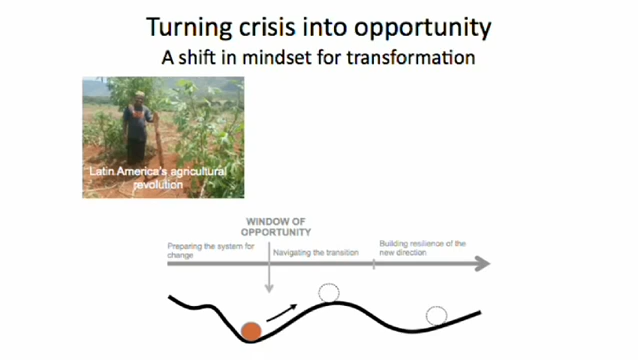 Turning crisis into opportunity
A shift in mindset for transformation
Latin America's agricultural
revolution
WINDOW OF
OPPORTUNITY
Preparing the system for
change
Navigating the transition
Building resilience of the
new direction